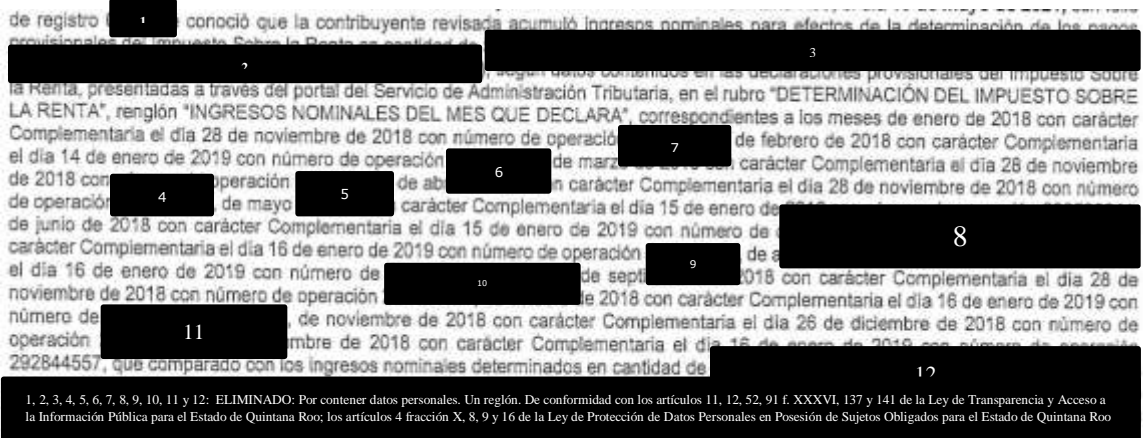 de registro 1 conoció que la contribuyente revisada acumuló ingresos nominales para efectos de la determinación de los pagos
provisionales del Impuesto Sobre la Renta en cantidad de 3
2 , según datos contenidos en las declaraciones provisionales del Impuesto Sobre
la Renta, presentadas a través del portal del Servicio de Administración Tributaria, en el rubro "DETERMINACIÓN DEL IMPUESTO SOBRE
LA RENTA", renglón "INGRESOS NOMINALES DEL MES QUE DECLARA", correspondientes a los meses de enero de 2018 con carácter
Complementaria el día 28 de noviembre de 2018 con número de operació 7 de febrero de 2018 con carácter Complementaria
el día 14 de enero de 2019 con número de operación 6 de marz carácter Complementaria el día 28 de noviembre
de 2018 con operación 5 de ab n carácter Complementaria el día 28 de noviembre de 2018 con número
de operación 4 , de mayo carácter Complementaria el día 15 de enero de
de junio de 2018 con carácter Complementaria el día 15 de enero de 2019 con número de 8
carácter Complementaria el día 16 de enero de 2019 con número de operación 9 , de a
el día 16 de enero de 2019 con número de 10 de septi 2018 con carácter Complementaria el día 28 de
noviembre de 2018 con número de operación e 2018 con carácter Complementaria el día 16 de enero de 2019 con
número de 11 , de noviembre de 2018 con carácter Complementaria el día 26 de diciembre de 2018 con número de
operación mbre de 2018 con carácter Complementaria el día 16 de enero de 2019 con número de operación
292844557, que comparado con los ingresos nominales determinados en cantidad de 12
1, 2, 3, 4, 5, 6, 7, 8, 9, 10, 11 y 12: ELIMINADO: Por contener datos personales. Un reglón. De conformidad con los artículos 11, 12, 52, 91 f. XXXVI, 137 y 141 de la Ley de Transparencia y Acceso a
la Información Pública para el Estado de Quintana Roo; los artículos 4 fracción X, 8, 9 y 16 de la Ley de Protección de Datos Personales en Posesión de Sujetos Obligados para el Estado de Quintana Roo